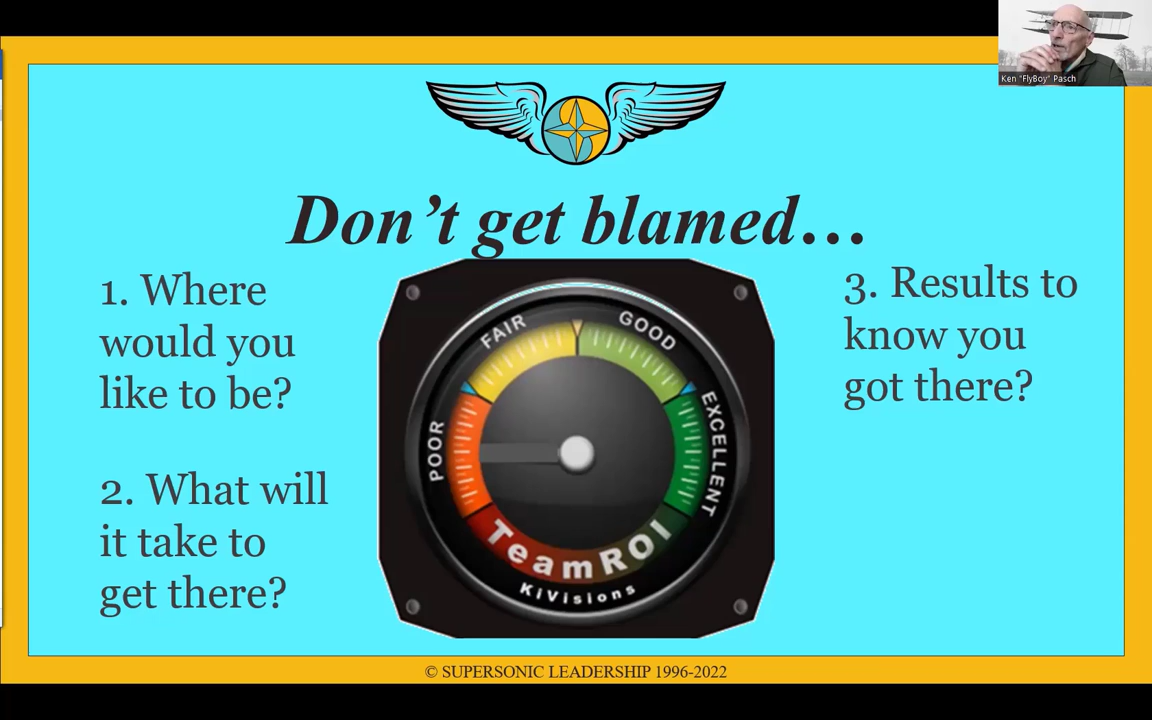 Ken "FlyBoy" Pasch
Don't get blamed...
1. Where
would you
like to be?
2. What will
it take to
get there?
POOR
FAIR
GOOD
EXCELLENT
TeamROI
KiVisions
3. Results to
know you
got there?
© SUPERSONIC LEADERSHIP 1996-2022